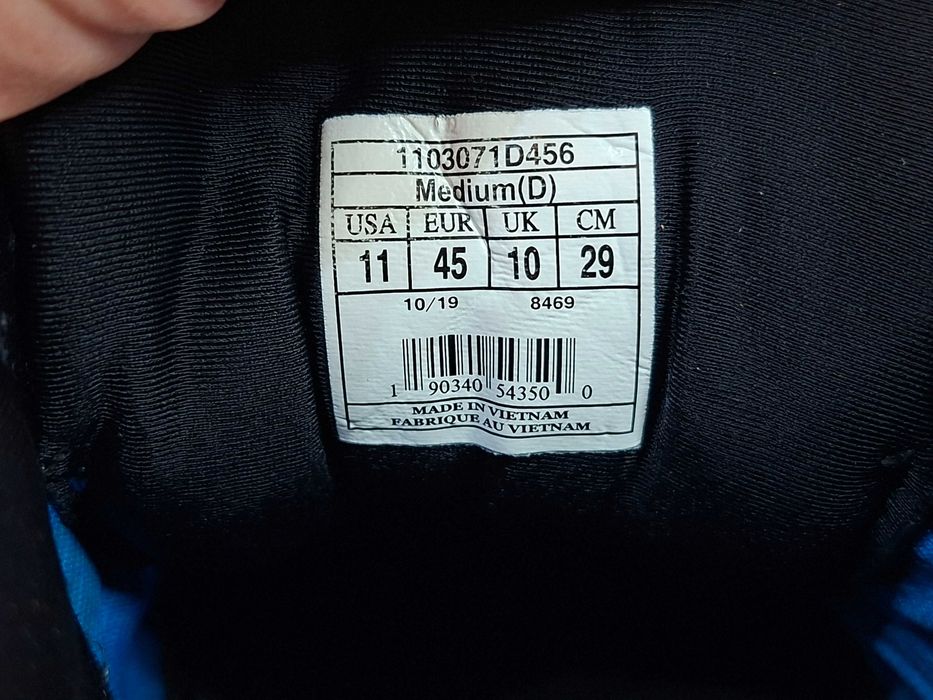 1103071D456
Medium(D)
USA EUR UK CM
11 45 10 29
10/19 8469
1 90340 54350 0
MADE IN VIETNAM
FABRIQUE AU VIETNAM